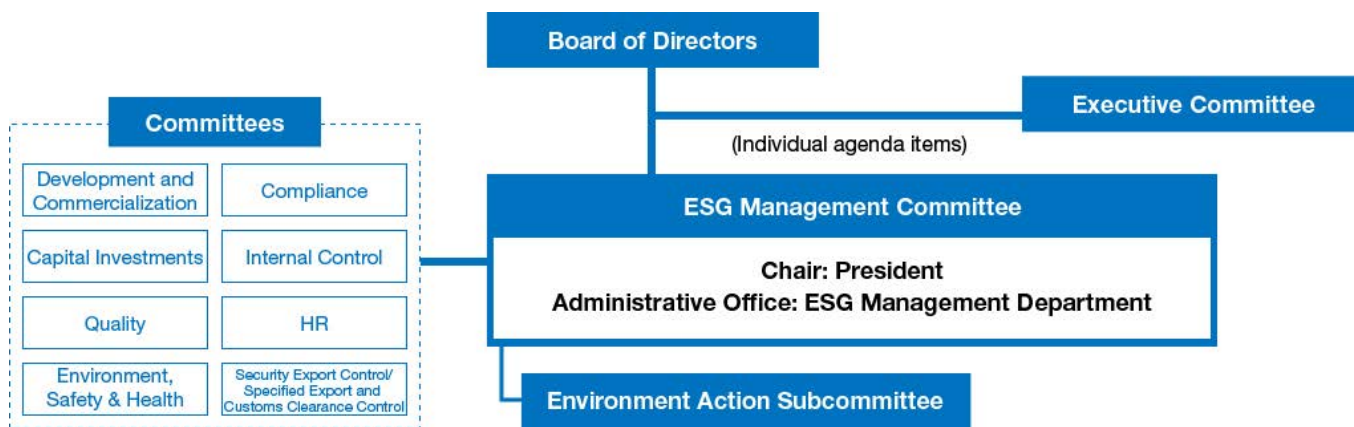 Board of Directors
Executive Committee
(Individual agenda items)
Committees
Development and
Commercialization
Compliance
Capital Investments
Internal Control
Quality
HR
Environment,
Safety & Health
Security Export Control/
Specified Export and
Customs Clearance Control
ESG Management Committee
Chair: President
Administrative Office: ESG Management Department
Environment Action Subcommittee